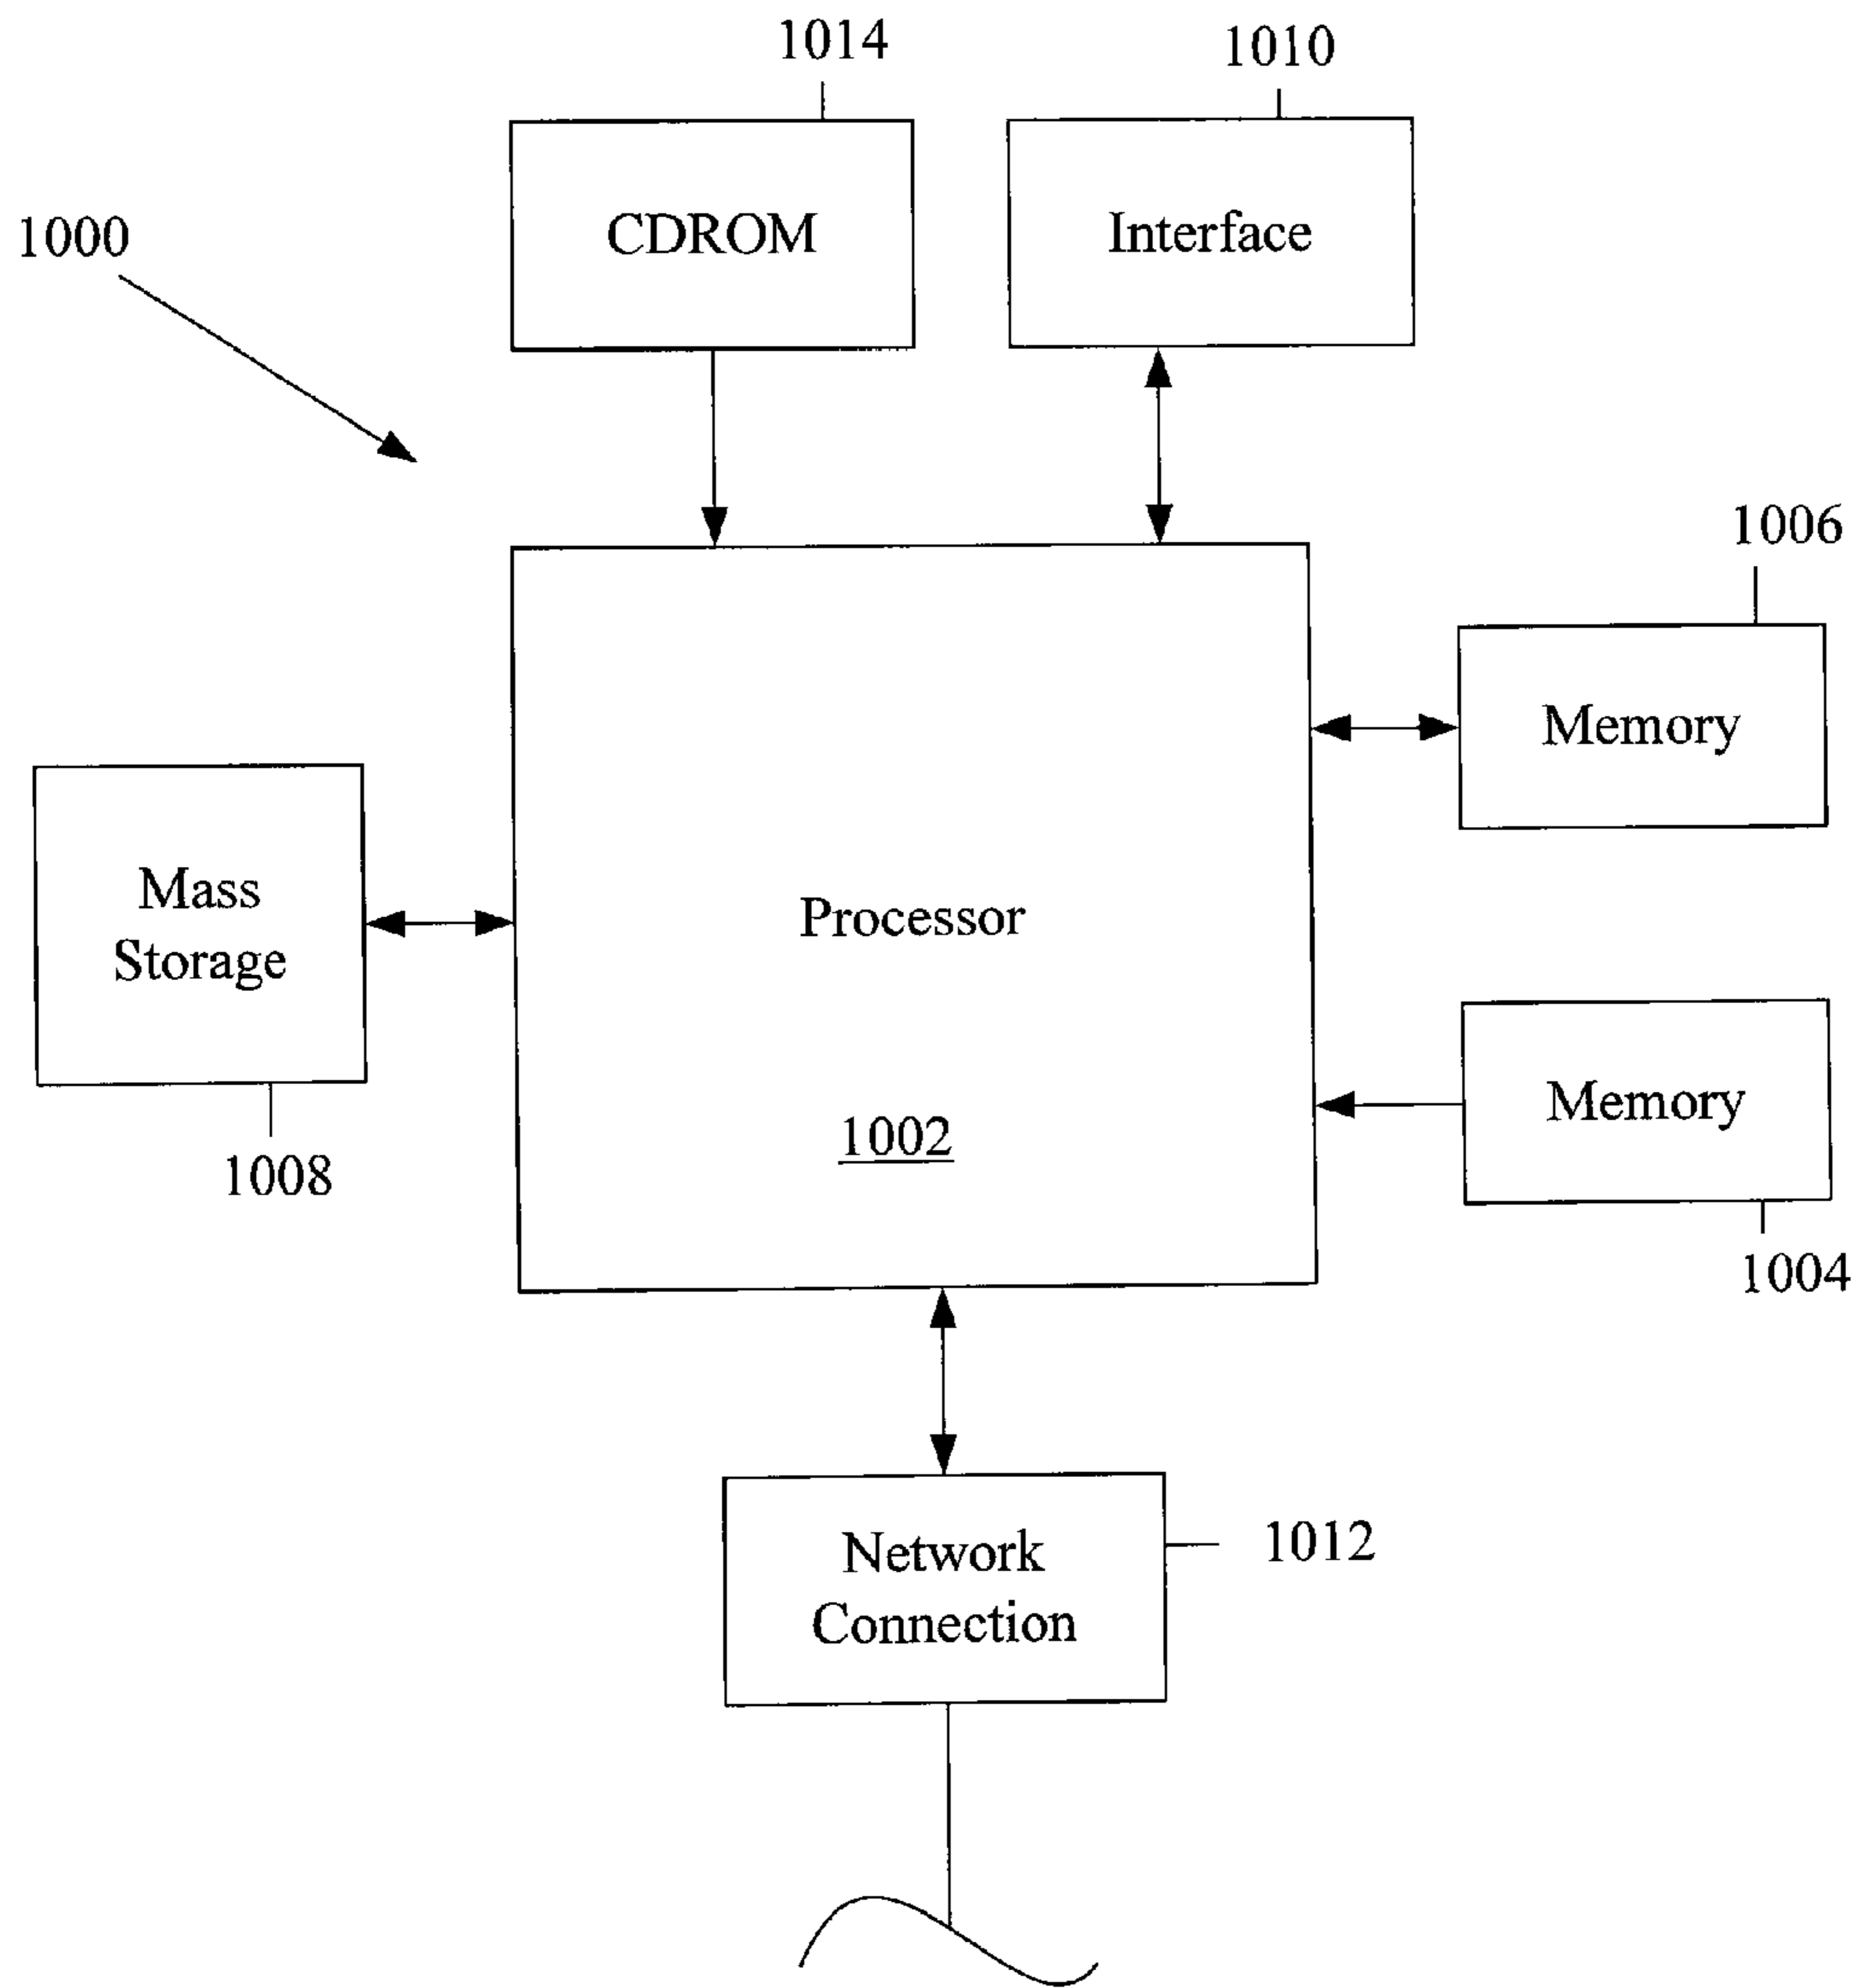 1014
1010
1000
CDROM
Interface
1006
Memory
Mass
Storage
Processor
Memory
1002
1008
1004
Network
Connection
1012